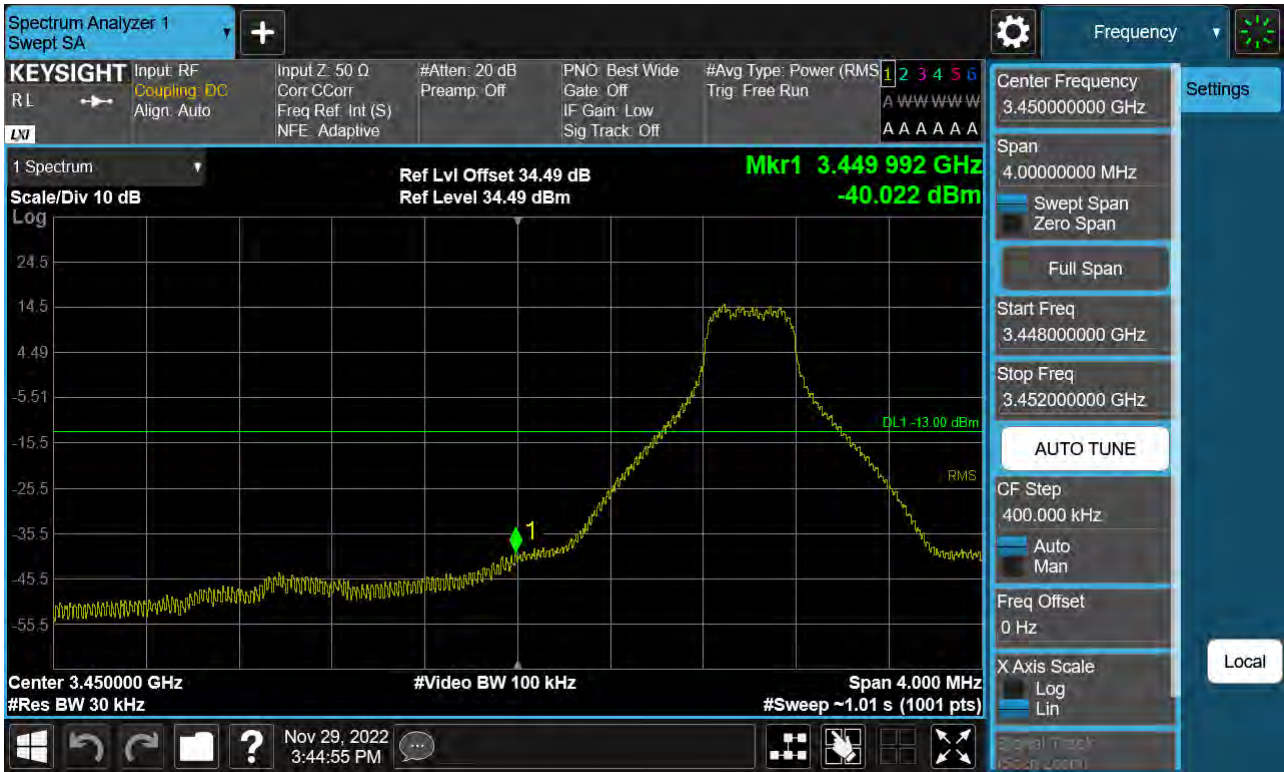 Spectrum Analyzer 1
Swept SA
+
Frequency
KEYSIGHT
RL
LXI
Input: RF
Coupling: DC
Align: Auto
Input Z: 50 Ω
Corr CCorr
Freq Ref: Int (S)
NFE: Adaptive
#Atten: 20 dB
Preamp: Off
PNO: Best Wide
Gate: Off
IF Gain: Low
Sig Track: Off
#Avg Type: Power (RMS
Trig: Free Run
1 2 3 4 5 6
A W W W W W
A A A A A A
1 Spectrum
Scale/Div 10 dB
Log
Ref Lvl Offset 34.49 dB
Ref Level 34.49 dBm
Mkr1 3.449 992 GHz
-40.022 dBm
24.5
14.5
4.49
-5.51
-15.5
-25.5
-35.5
-45.5
-55.5
DL1 -13.00 dBm
RMS
1
Center 3.450000 GHz
#Res BW 30 kHz
#Video BW 100 kHz
Span 4.000 MHz
#Sweep ~1.01 s (1001 pts)
Center Frequency
3.450000000 GHz
Settings
Span
4.00000000 MHz
Swept Span
Zero Span
Full Span
Start Freq
3.448000000 GHz
Stop Freq
3.452000000 GHz
AUTO TUNE
CF Step
400.000 kHz
Auto
Man
Freq Offset
0 Hz
X Axis Scale
Log
Lin
Local
Signal Track
(Span Zoom)
?
Nov 29, 2022
3:44:55 PM